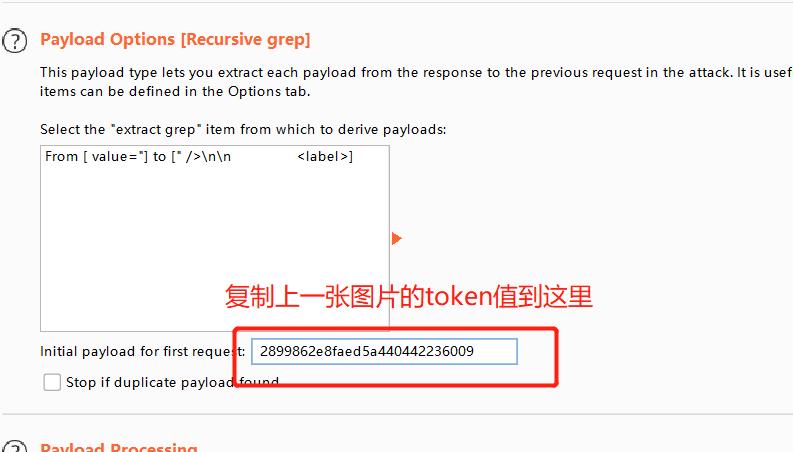 Payload Options [Recursive grep]
This payload type lets you extract each payload from the response to the previous request in the attack. It is usef
items can be defined in the Options tab.
Select the "extract grep" item from which to derive payloads:
From [ value="] to [" />\n\n <label>]
复制上一张图片的token值到这里
Initial payload for first request: 2899862e8faed5a440442236009
Stop if duplicate payload found
Payload Processing